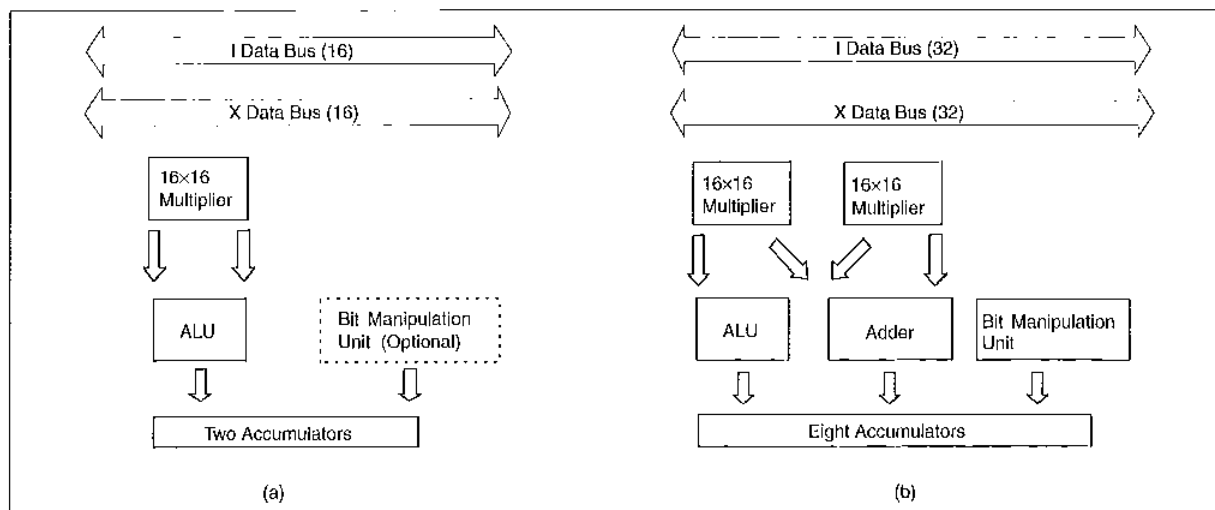 I Data Bus (16)
X Data Bus (16)
16×16
Multiplier
ALU
Bit Manipulation
Unit (Optional)
Two Accumulators
(a)
I Data Bus (32)
X Data Bus (32)
16×16
Multiplier
16×16
Multiplier
ALU
Adder
Bit Manipulation
Unit
Eight Accumulators
(b)